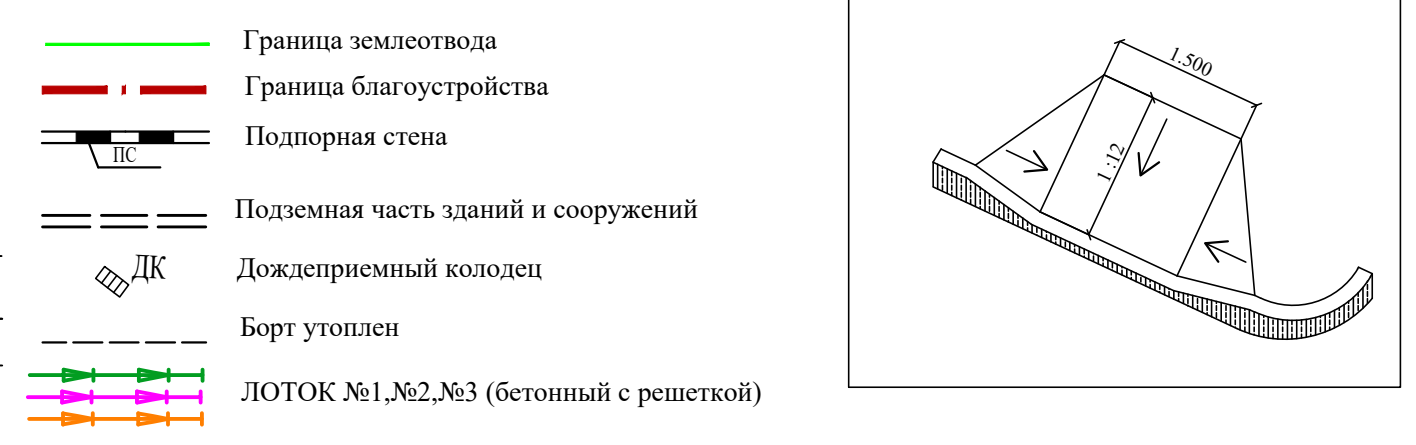 Граница землеотвода
Граница благоустройства
Подпорная стена
ПС
Подземная часть зданий и сооружений
ДК
Дождеприемный колодец
Борт утоплен
ЛОТОК №1,№2,№3 (бетонный с решеткой)
1.500
1:12